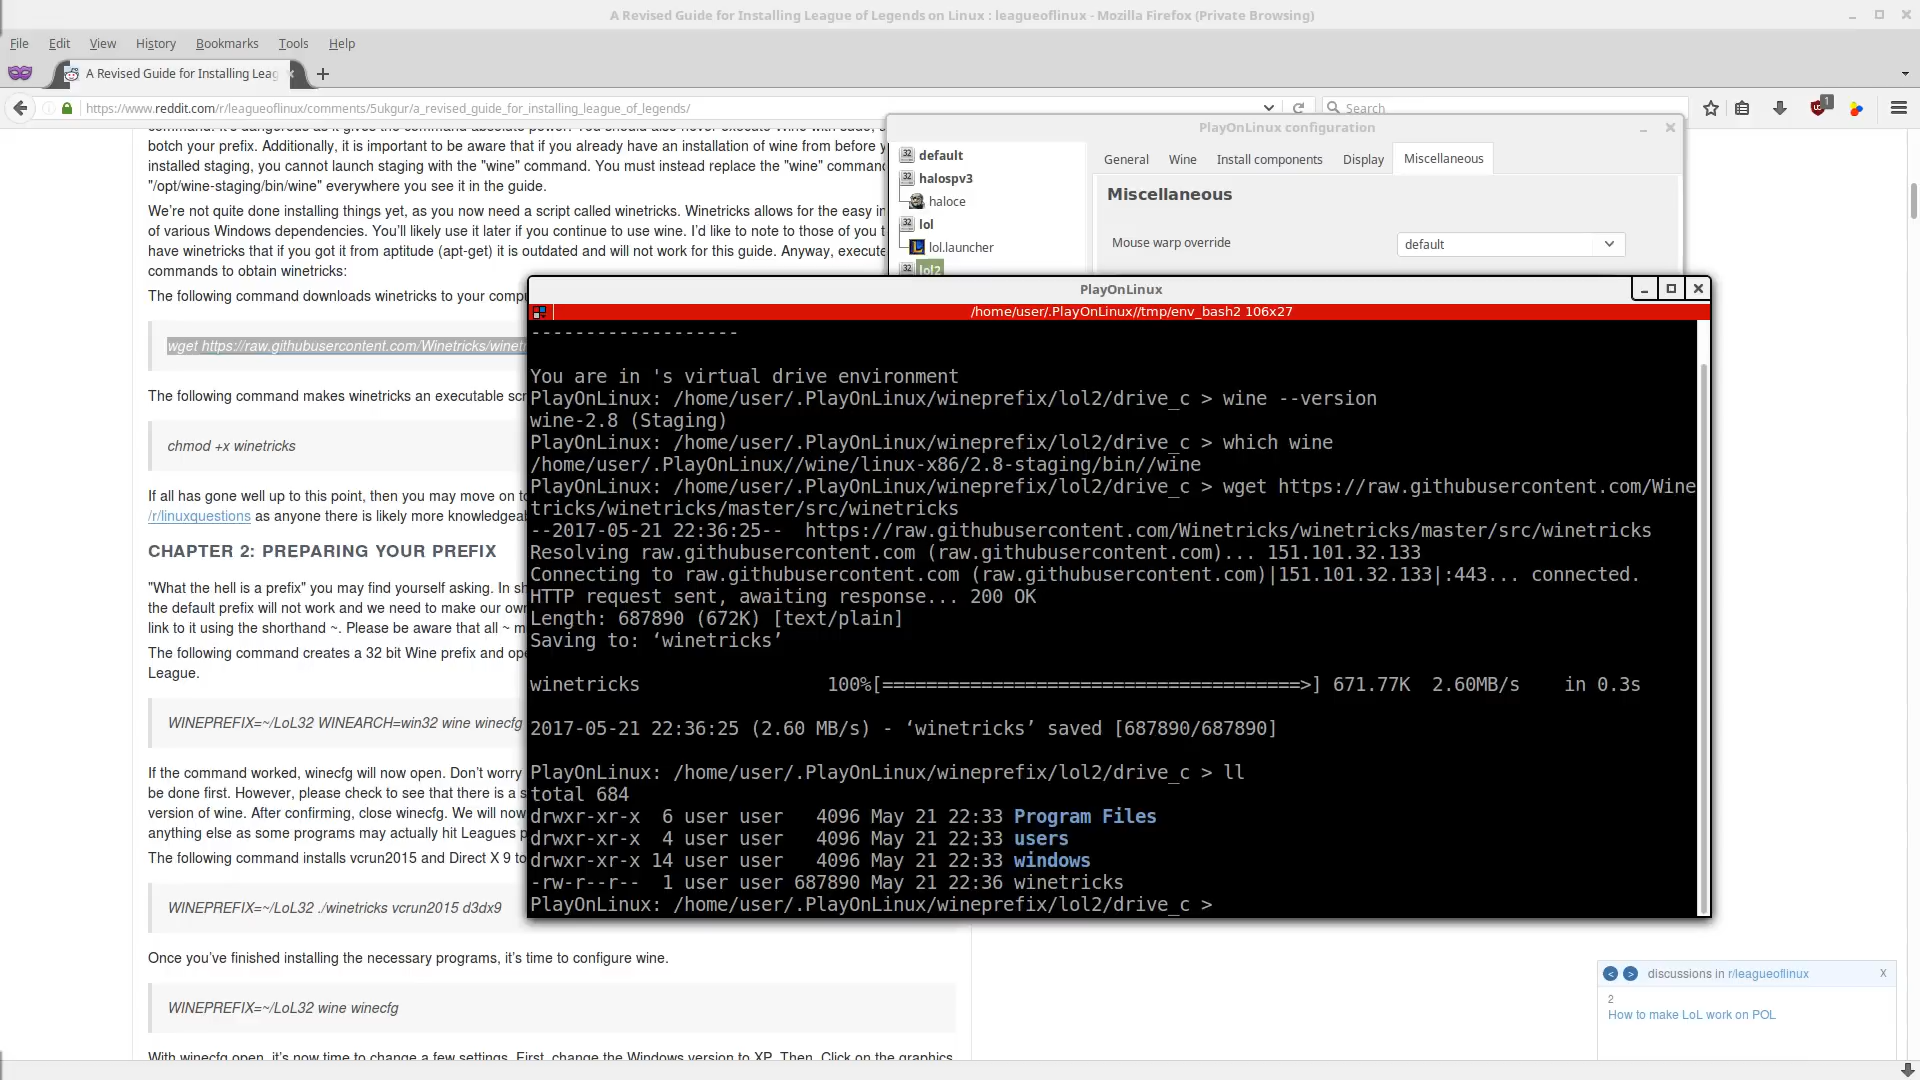 A Revised Guide for Installing League of Legends on Linux : leagueoflinux - Mozilla Firefox (Private Browsing)
File Edit View History Bookmarks Tools Help
A Revised Guide for Installing Leag
https://www.reddit.com/r/leagueoflinux/comments/5ukgur/a_revised_guide_for_installing_league_of_legends/
Search
1
botch your prefix. Additionally, it is important to be aware that if you already have an installation of wine from before
installed staging, you cannot launch staging with the "wine" command. You must instead replace the "wine"
"/opt/wine-staging/bin/wine" everywhere you see it in the guide.
We're not quite done installing things yet, as you now need a script called winetricks. Winetricks allows for the easy
of various Windows dependencies. You'll likely use it later if you continue to use wine. I'd like to note to those of you
have winetricks that if you got it from aptitude (apt-get) it is outdated and will not work for this guide. Anyway, execute
commands to obtain winetricks:
The following command downloads winetricks to your
wget https://raw.githubusercontent.com/Winetricks/
The following command makes winetricks an executable
chmod +x winetricks
If all has gone well up to this point, then you may move on
/r/linuxquestions as anyone there is likely more
CHAPTER 2: PREPARING YOUR PREFIX
"What the hell is a prefix" you may find yourself asking. In
the default prefix will not work and we need to make our
link to it using the shorthand ~. Please be aware that all ~
The following command creates a 32 bit Wine prefix and
League.
WINEPREFIX=~/LoL32 WINEARCH=win32 wine winecfg
If the command worked, winecfg will now open. Don't worry
be done first. However, please check to see that there is a
version of wine. After confirming, close winecfg. We will now
anything else as some programs may actually hit Leagues
The following command installs vcrun2015 and Direct X 9
WINEPREFIX=~/LoL32 ./winetricks vcrun2015 d3dx9
Once you've finished installing the necessary programs, it's time to configure wine.
WINEPREFIX=~/LoL32 wine winecfg
With winecfg open, it's now time to change a few settings. First, change the Windows version to XP. Then, Click on the graphics
PlayOnLinux configuration
default
halospv3
haloce
lol
lol.launcher
lol2
General Wine Install components Display Miscellaneous
Miscellaneous
Mouse warp override default
PlayOnLinux
/home/user/.PlayOnLinux//tmp/env_bash2 106x27
-------------------
You are in 's virtual drive environment
PlayOnLinux: /home/user/.PlayOnLinux/wineprefix/lol2/drive_c > wine --version
wine-2.8 (Staging)
PlayOnLinux: /home/user/.PlayOnLinux/wineprefix/lol2/drive_c > which wine
/home/user/.PlayOnLinux//wine/linux-x86/2.8-staging/bin//wine
PlayOnLinux: /home/user/.PlayOnLinux/wineprefix/lol2/drive_c > wget https://raw.githubusercontent.com/Wine
tricks/winetricks/master/src/winetricks
--2017-05-21 22:36:25--  https://raw.githubusercontent.com/Winetricks/winetricks/master/src/winetricks
Resolving raw.githubusercontent.com (raw.githubusercontent.com)... 151.101.32.133
Connecting to raw.githubusercontent.com (raw.githubusercontent.com)|151.101.32.133|:443... connected.
HTTP request sent, awaiting response... 200 OK
Length: 687890 (672K) [text/plain]
Saving to: ‘winetricks’
winetricks 100%[======================================>] 671.77K 2.60MB/s in 0.3s
2017-05-21 22:36:25 (2.60 MB/s) - ‘winetricks’ saved [687890/687890]
PlayOnLinux: /home/user/.PlayOnLinux/wineprefix/lol2/drive_c > ll
total 684
drwxr-xr-x  6 user user   4096 May 21 22:33 Program Files
drwxr-xr-x  4 user user   4096 May 21 22:33 users
drwxr-xr-x 14 user user   4096 May 21 22:33 windows
-rw-r--r--  1 user user 687890 May 21 22:36 winetricks
PlayOnLinux: /home/user/.PlayOnLinux/wineprefix/lol2/drive_c >
< > discussions in r/leagueoflinux X
2
How to make LoL work on POL